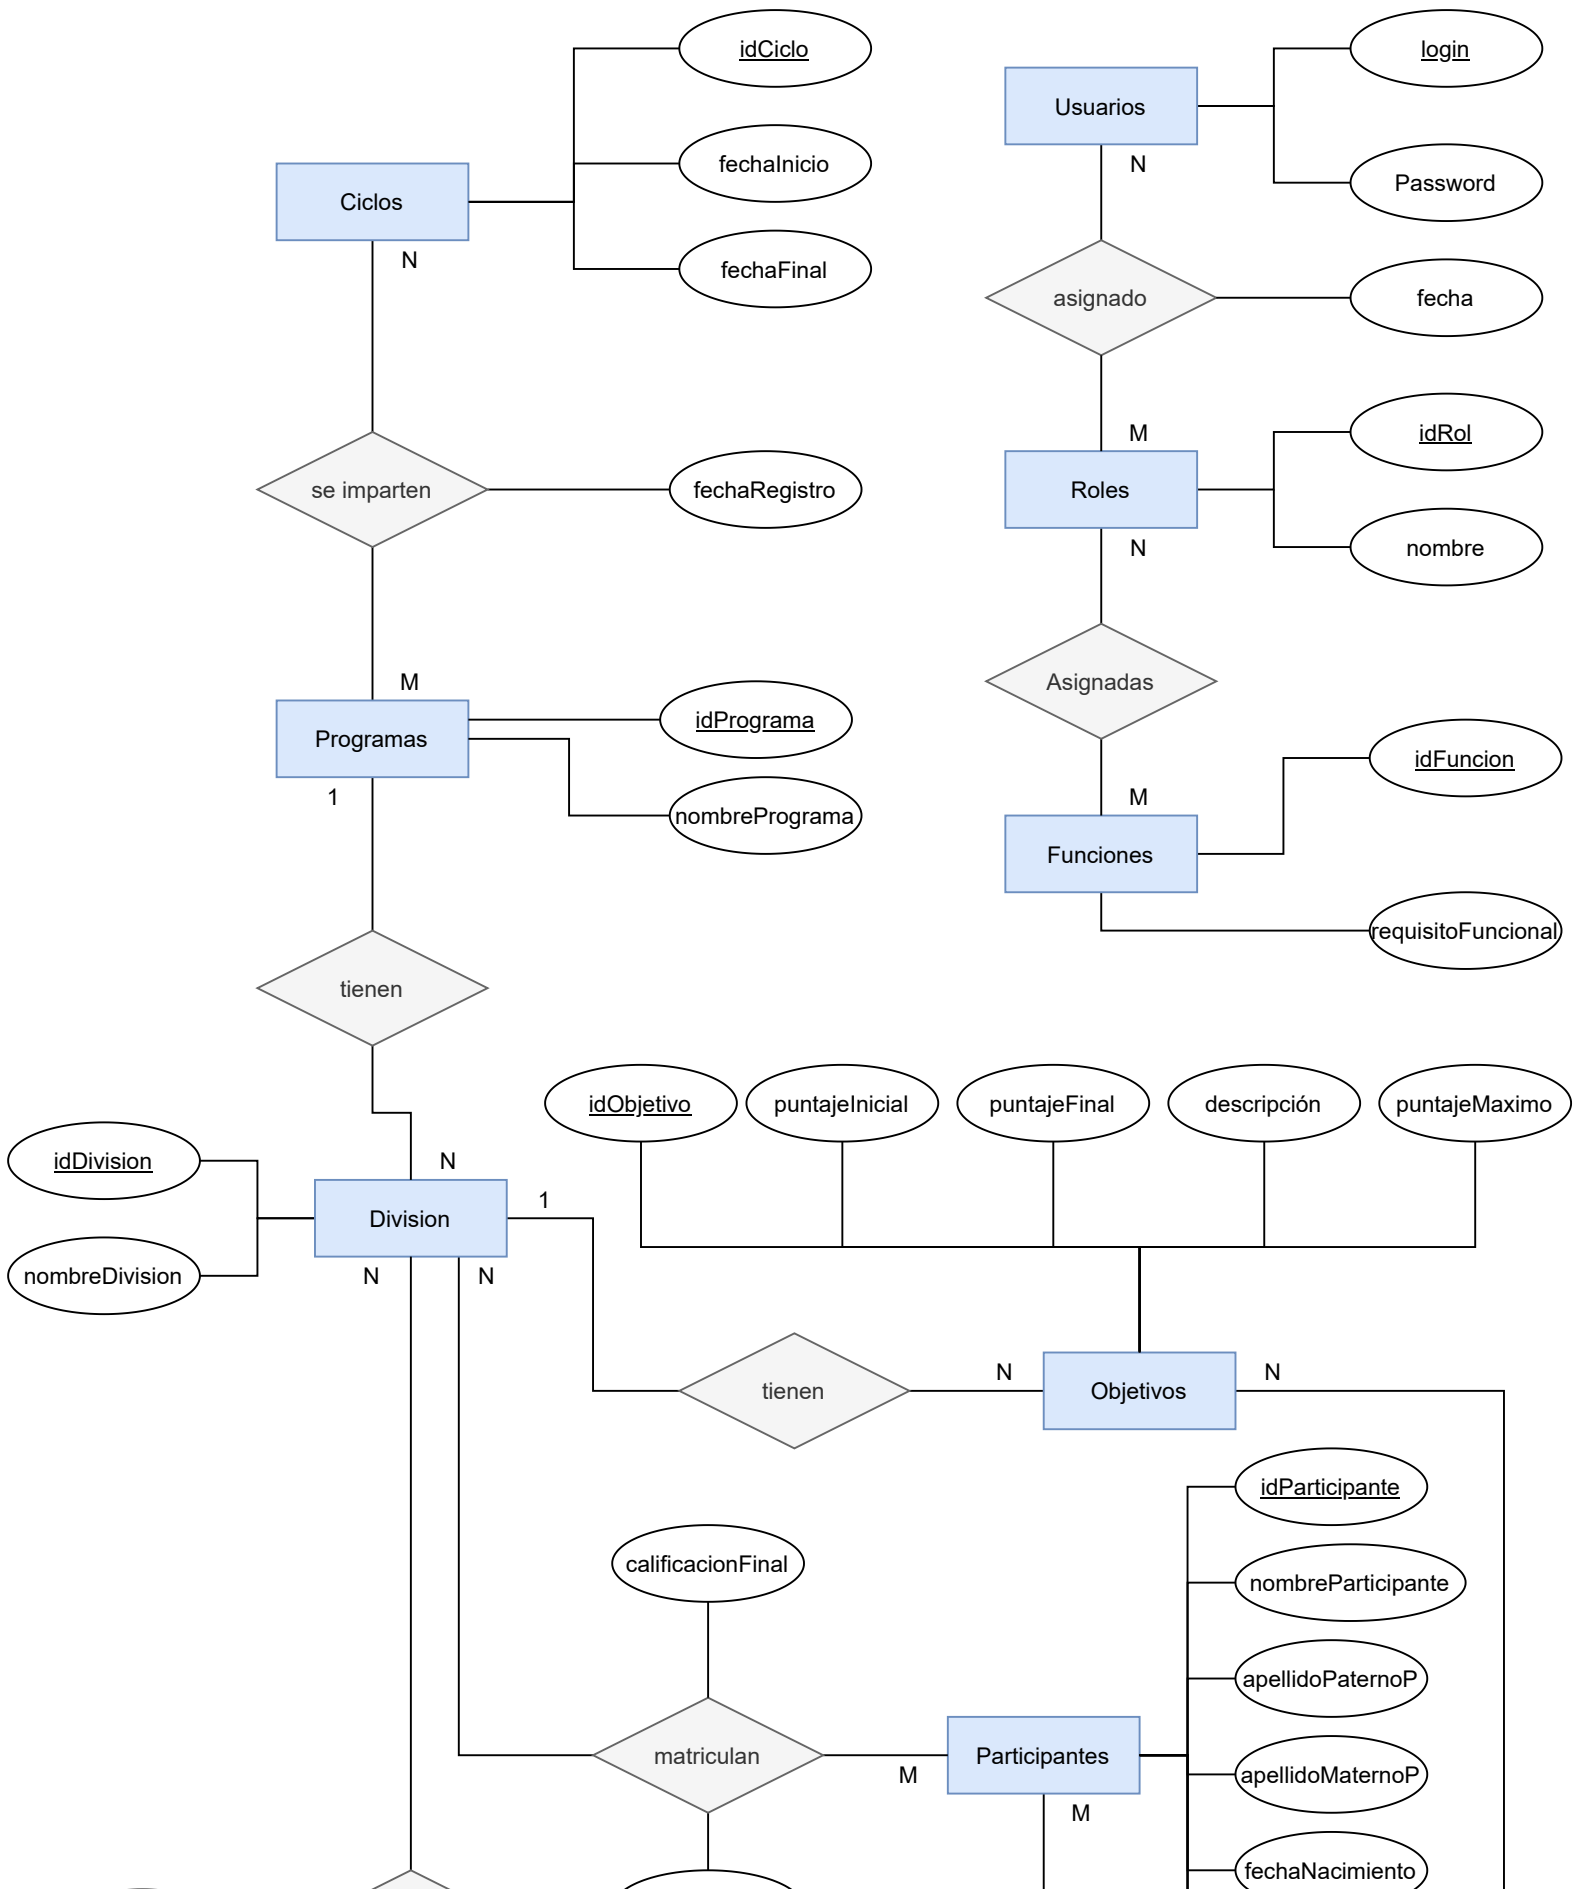 idCiclo
login
Usuarios
fechaInicio
N
Password
Ciclos
N
fechaFinal
asignado
fecha
M
idRol
se imparten
fechaRegistro
Roles
nombre
N
M
Asignadas
idPrograma
Programas
1
idFuncion
M
nombrePrograma
Funciones
requisitoFuncional
tienen
idObjetivo
puntajeInicial
puntajeFinal
descripción
puntajeMaximo
idDivision
N
1
Division
nombreDivision
N
N
tienen
N
Objetivos
N
idParticipante
calificacionFinal
nombreParticipante
apellidoPaternoP
matriculan
M
Participantes
apellidoMaternoP
M
fechaNacimiento